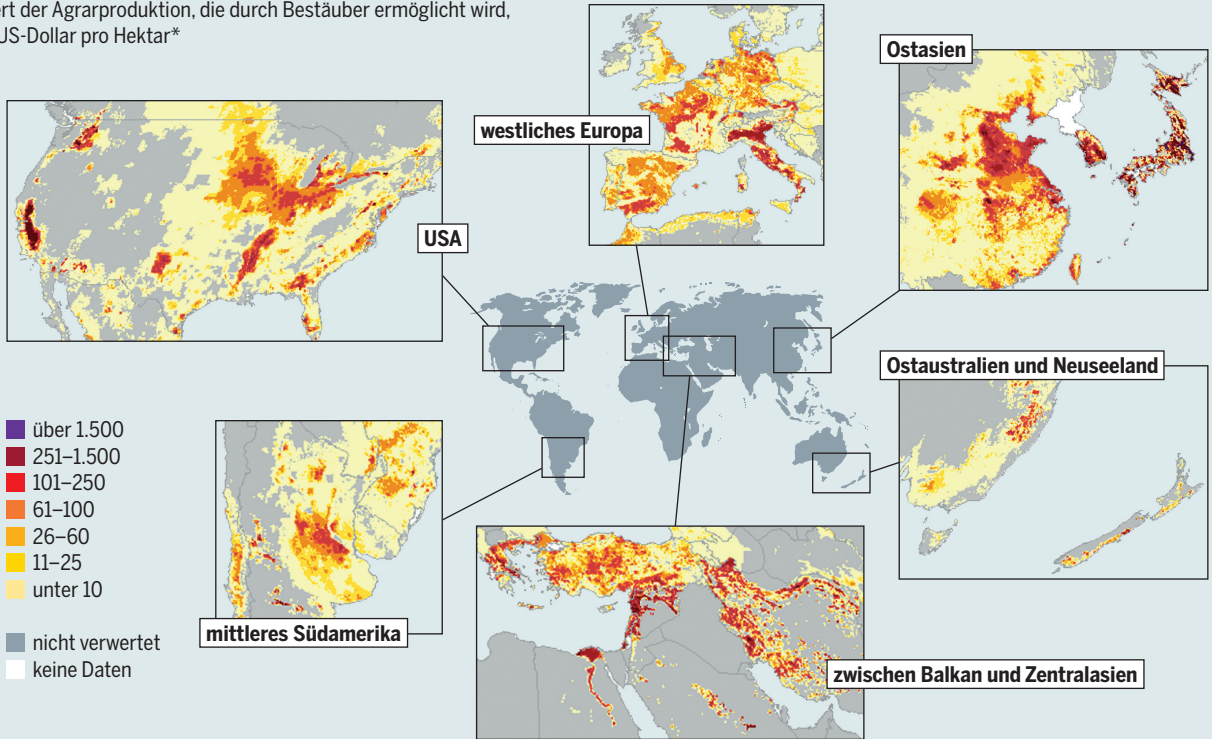 ert der Agrarproduktion, die durch Bestäuber ermöglicht wird,
US-Dollar pro Hektar*
Ostasien
westliches Europa
USA
Ostaustralien und Neuseeland
über 1.500
251–1.500
101–250
61–100
26–60
11–25
unter 10
nicht verwertet
keine Daten
mittleres Südamerika
zwischen Balkan und Zentralasien